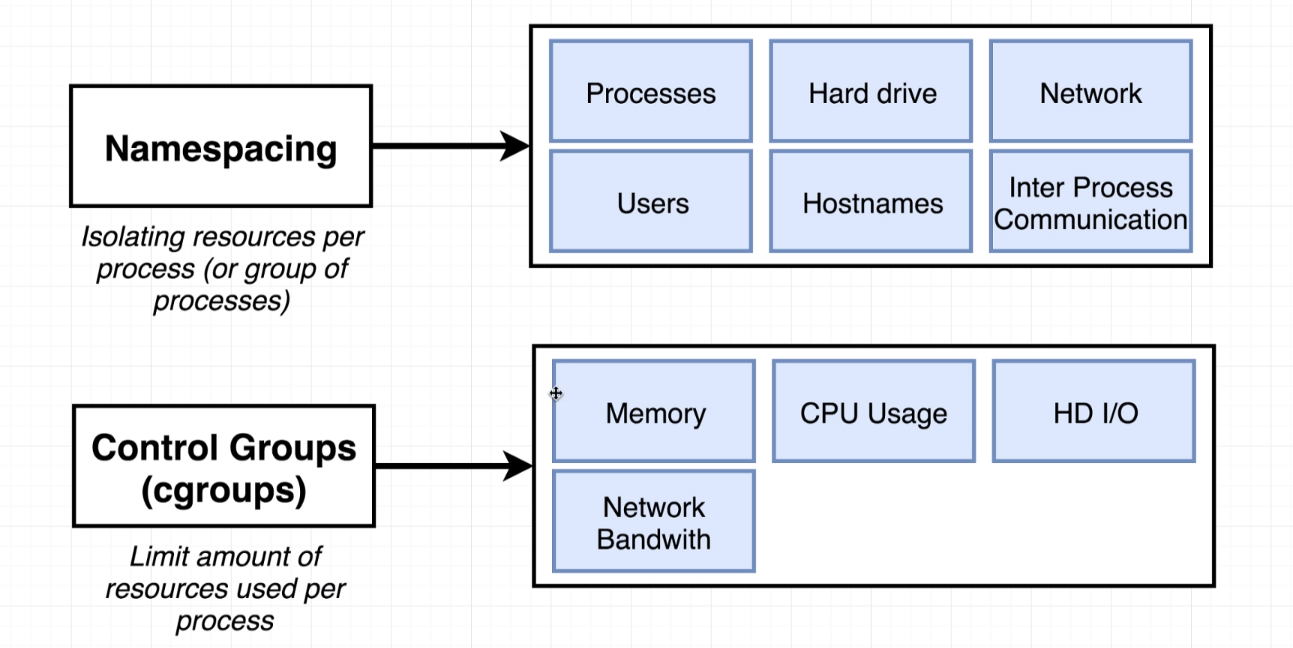 Namespacing
Isolating resources per
process (or group of
processes)
Processes
Hard drive
Network
Users
Hostnames
Inter Process
Communication
Control Groups
(cgroups)
Limit amount of
resources used per
process
Memory
CPU Usage
HD I/O
Network
Bandwith